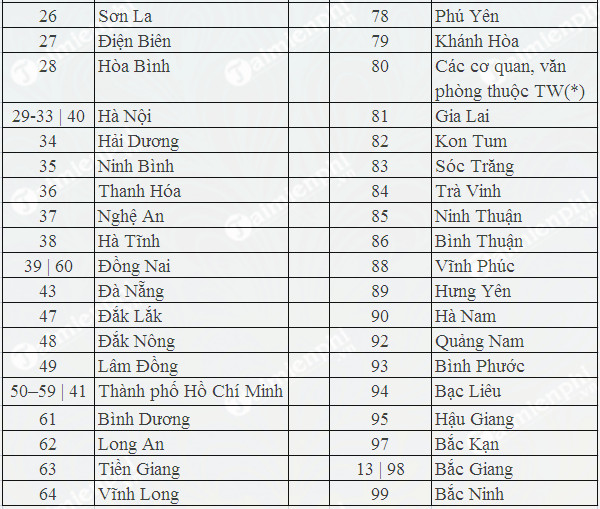 26 Sơn La 78 Phú Yên
27 Điện Biên 79 Khánh Hòa
28 Hòa Bình 80 Các cơ quan, văn
phòng thuộc TW(*)
29-33 | 40 Hà Nội 81 Gia Lai
34 Hải Dương 82 Kon Tum
35 Ninh Bình 83 Sóc Trăng
36 Thanh Hóa 84 Trà Vinh
37 Nghệ An 85 Ninh Thuận
38 Hà Tĩnh 86 Bình Thuận
39 | 60 Đồng Nai 88 Vĩnh Phúc
43 Đà Nẵng 89 Hưng Yên
47 Đắk Lắk 90 Hà Nam
48 Đắk Nông 92 Quảng Nam
49 Lâm Đồng 93 Bình Phước
50–59 | 41 Thành phố Hồ Chí Minh 94 Bạc Liêu
61 Bình Dương 95 Hậu Giang
62 Long An 97 Bắc Kạn
63 Tiền Giang 13 | 98 Bắc Giang
64 Vĩnh Long 99 Bắc Ninh